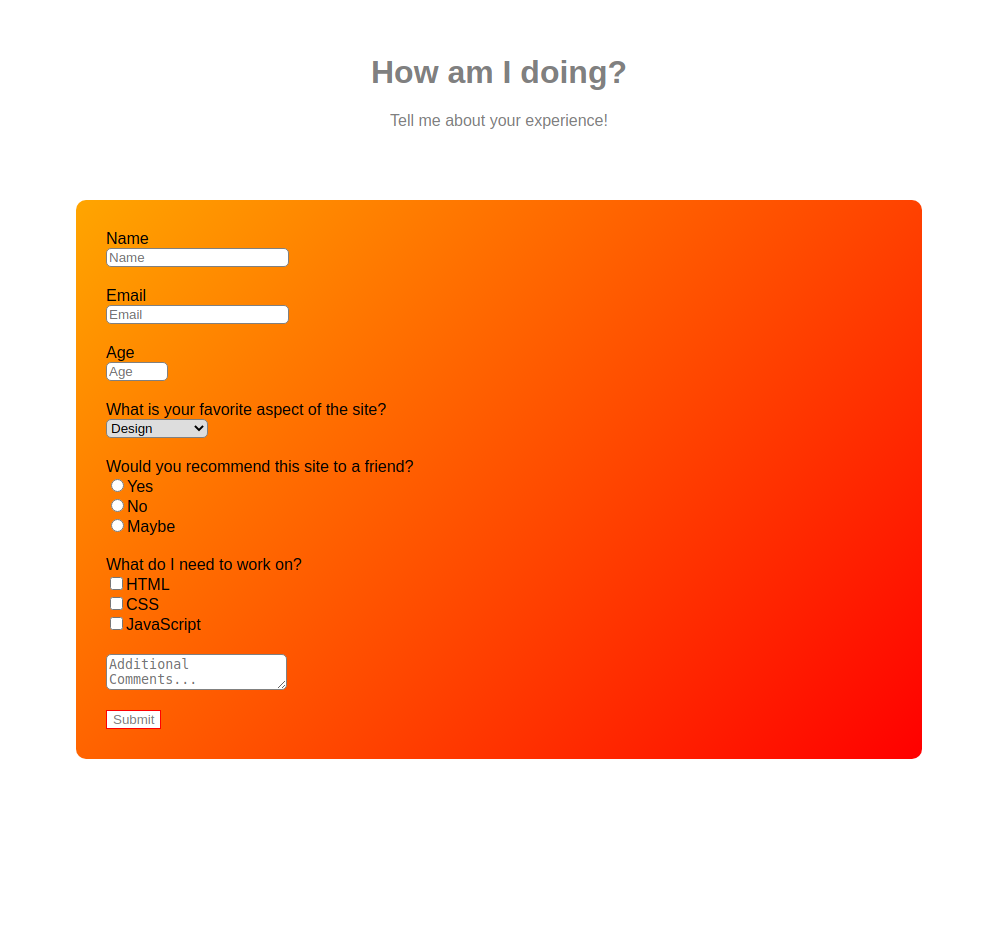 How am I doing?
Tell me about your experience!
Name
Name
Email
Email
Age
Age
What is your favorite aspect of the site?
Design
Would you recommend this site to a friend?
Yes
No
Maybe
What do I need to work on?
HTML
CSS
JavaScript
Additional
Comments...
Submit